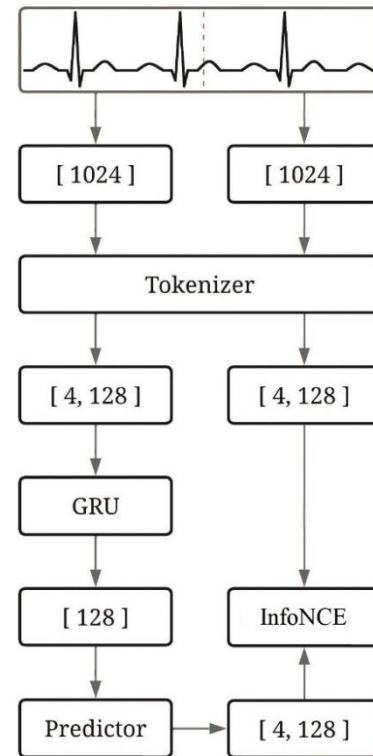 [ 1024 ]
[ 1024 ]
Tokenizer
[ 4, 128 ]
[ 4, 128 ]
GRU
[ 128 ]
InfoNCE
Predictor
[ 4, 128 ]